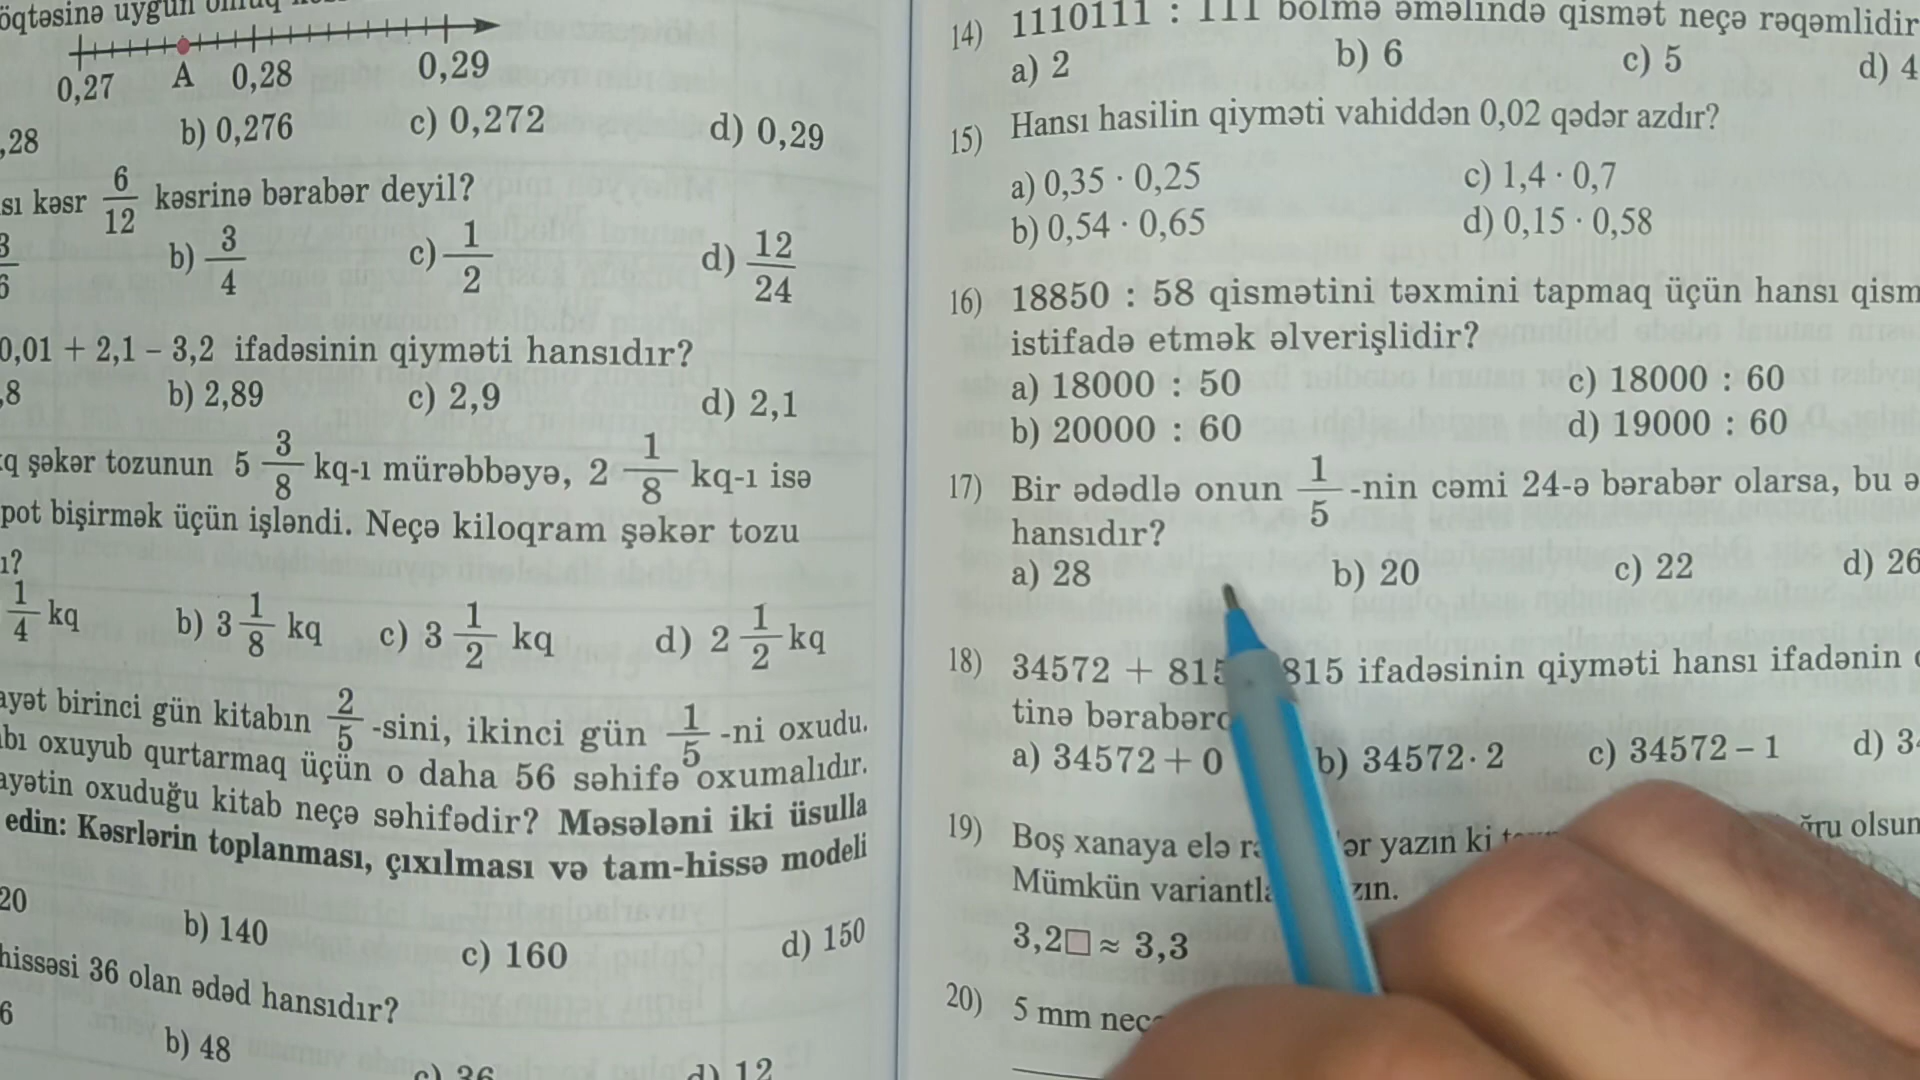 öqtəsinə uyğun
0,27 A 0,28 0,29
,28 b) 0,276 c) 0,272 d) 0,29
sı kəsr 6/12 kəsrinə bərabər deyil?
3/6 b) 3/4 c) 1/2 d) 12/24
0,01 + 2,1 – 3,2 ifadəsinin qiyməti hansıdır?
,8 b) 2,89 c) 2,9 d) 2,1
q şəkər tozunun 5 3/8 kq-ı mürəbbəyə, 2 1/8 kq-ı isə
pot bişirmək üçün işləndi. Neçə kiloqram şəkər tozu
ı?
1/4 kq b) 3 1/8 kq c) 3 1/2 kq d) 2 1/2 kq
ayət birinci gün kitabın 2/5 -sini, ikinci gün 1/5 -ni oxudu.
bı oxuyub qurtarmaq üçün o daha 56 səhifə oxumalıdır.
ayətin oxuduğu kitab neçə səhifədir? Məsələni iki üsulla
edin: Kəsrlərin toplanması, çıxılması və tam-hissə modeli
20 b) 140 c) 160 d) 150
hissəsi 36 olan ədəd hansıdır?
6 b) 48 c) 36 d) 12
14) 1110111 : 111 bölmə əməlində qismət neçə rəqəmlidir
a) 2 b) 6 c) 5 d) 4
15) Hansı hasilin qiyməti vahiddən 0,02 qədər azdır?
a) 0,35 · 0,25 c) 1,4 · 0,7
b) 0,54 · 0,65 d) 0,15 · 0,58
16) 18850 : 58 qismətini təxmini tapmaq üçün hansı qism
istifadə etmək əlverişlidir?
a) 18000 : 50 c) 18000 : 60
b) 20000 : 60 d) 19000 : 60
17) Bir ədədlə onun 1/5 -nin cəmi 24-ə bərabər olarsa, bu ə
hansıdır?
a) 28 b) 20 c) 22 d) 26
18) 34572 + 815 815 ifadəsinin qiyməti hansı ifadənin
tinə bərabərd
a) 34572 + 0 b) 34572 · 2 c) 34572 – 1 d) 3
19) Boş xanaya elə r ər yazın ki ğru olsun
Mümkün variantla zın.
3,2□ ≈ 3,3
20) 5 mm neç